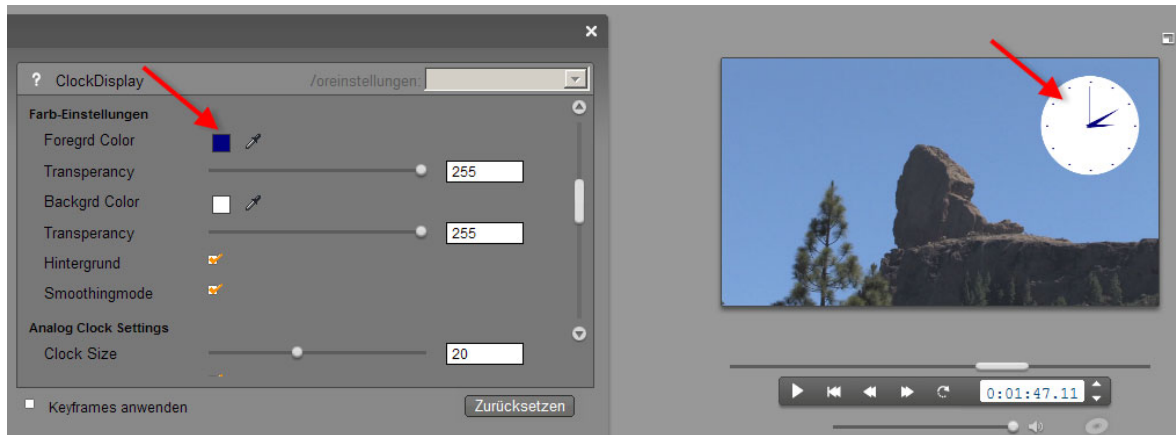 ? ClockDisplay /oreinstellungen:
Farb-Einstellungen
Foregrd Color
Transperancy 255
Backgrd Color
Transperancy 255
Hintergrund
Smoothingmode
Analog Clock Settings
Clock Size 20
Keyframes anwenden Zurücksetzen
0:01:47.11